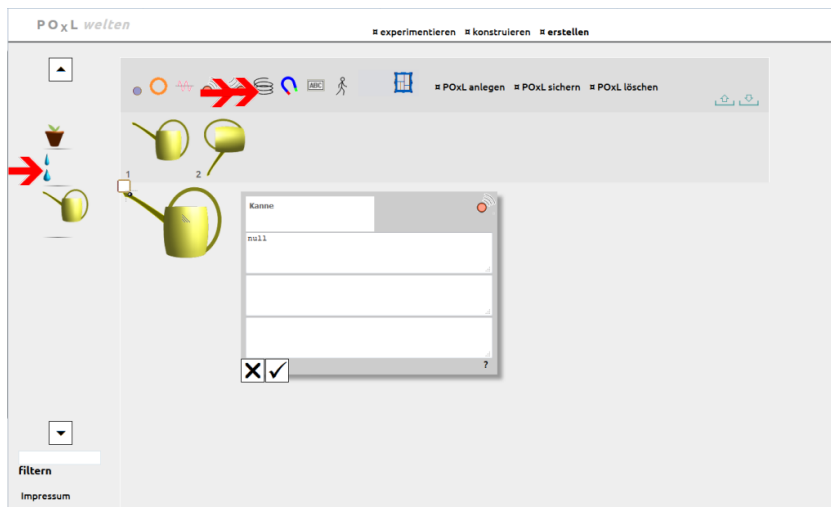 POXL welten
¤ experimentieren ¤ konstruieren ¤ erstellen
ABC
¤ POxL anlegen ¤ POxL sichern ¤ POxL löschen
1 2
Kanne
null
?
filtern
Impressum